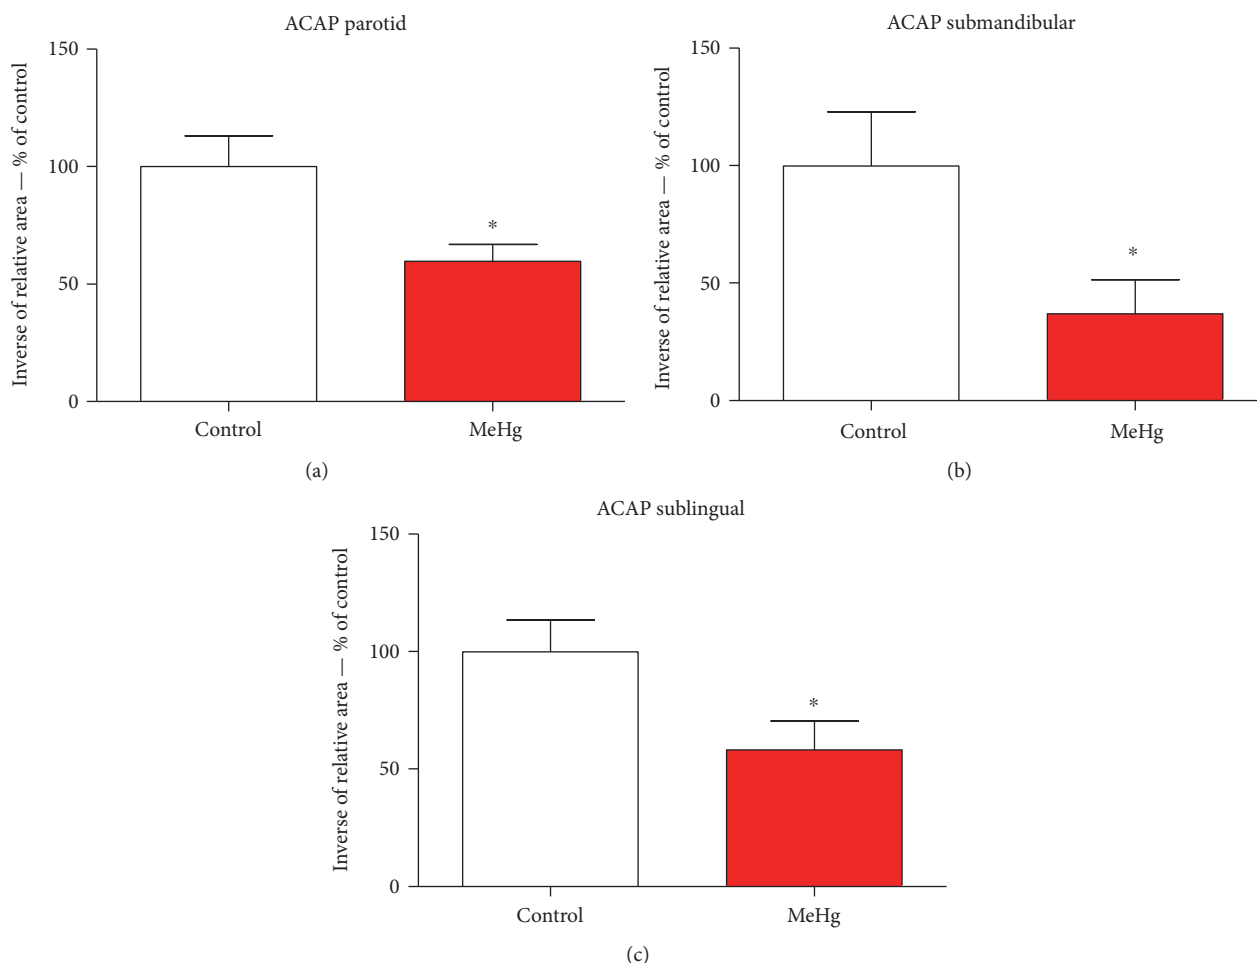 ACAP parotid
Inverse of relative area — % of control
150
100
50
0
*
Control
MeHg
(a)
ACAP submandibular
Inverse of relative area — % of control
150
100
50
0
*
Control
MeHg
(b)
ACAP sublingual
Inverse of relative area — % of control
150
100
50
0
*
Control
MeHg
(c)